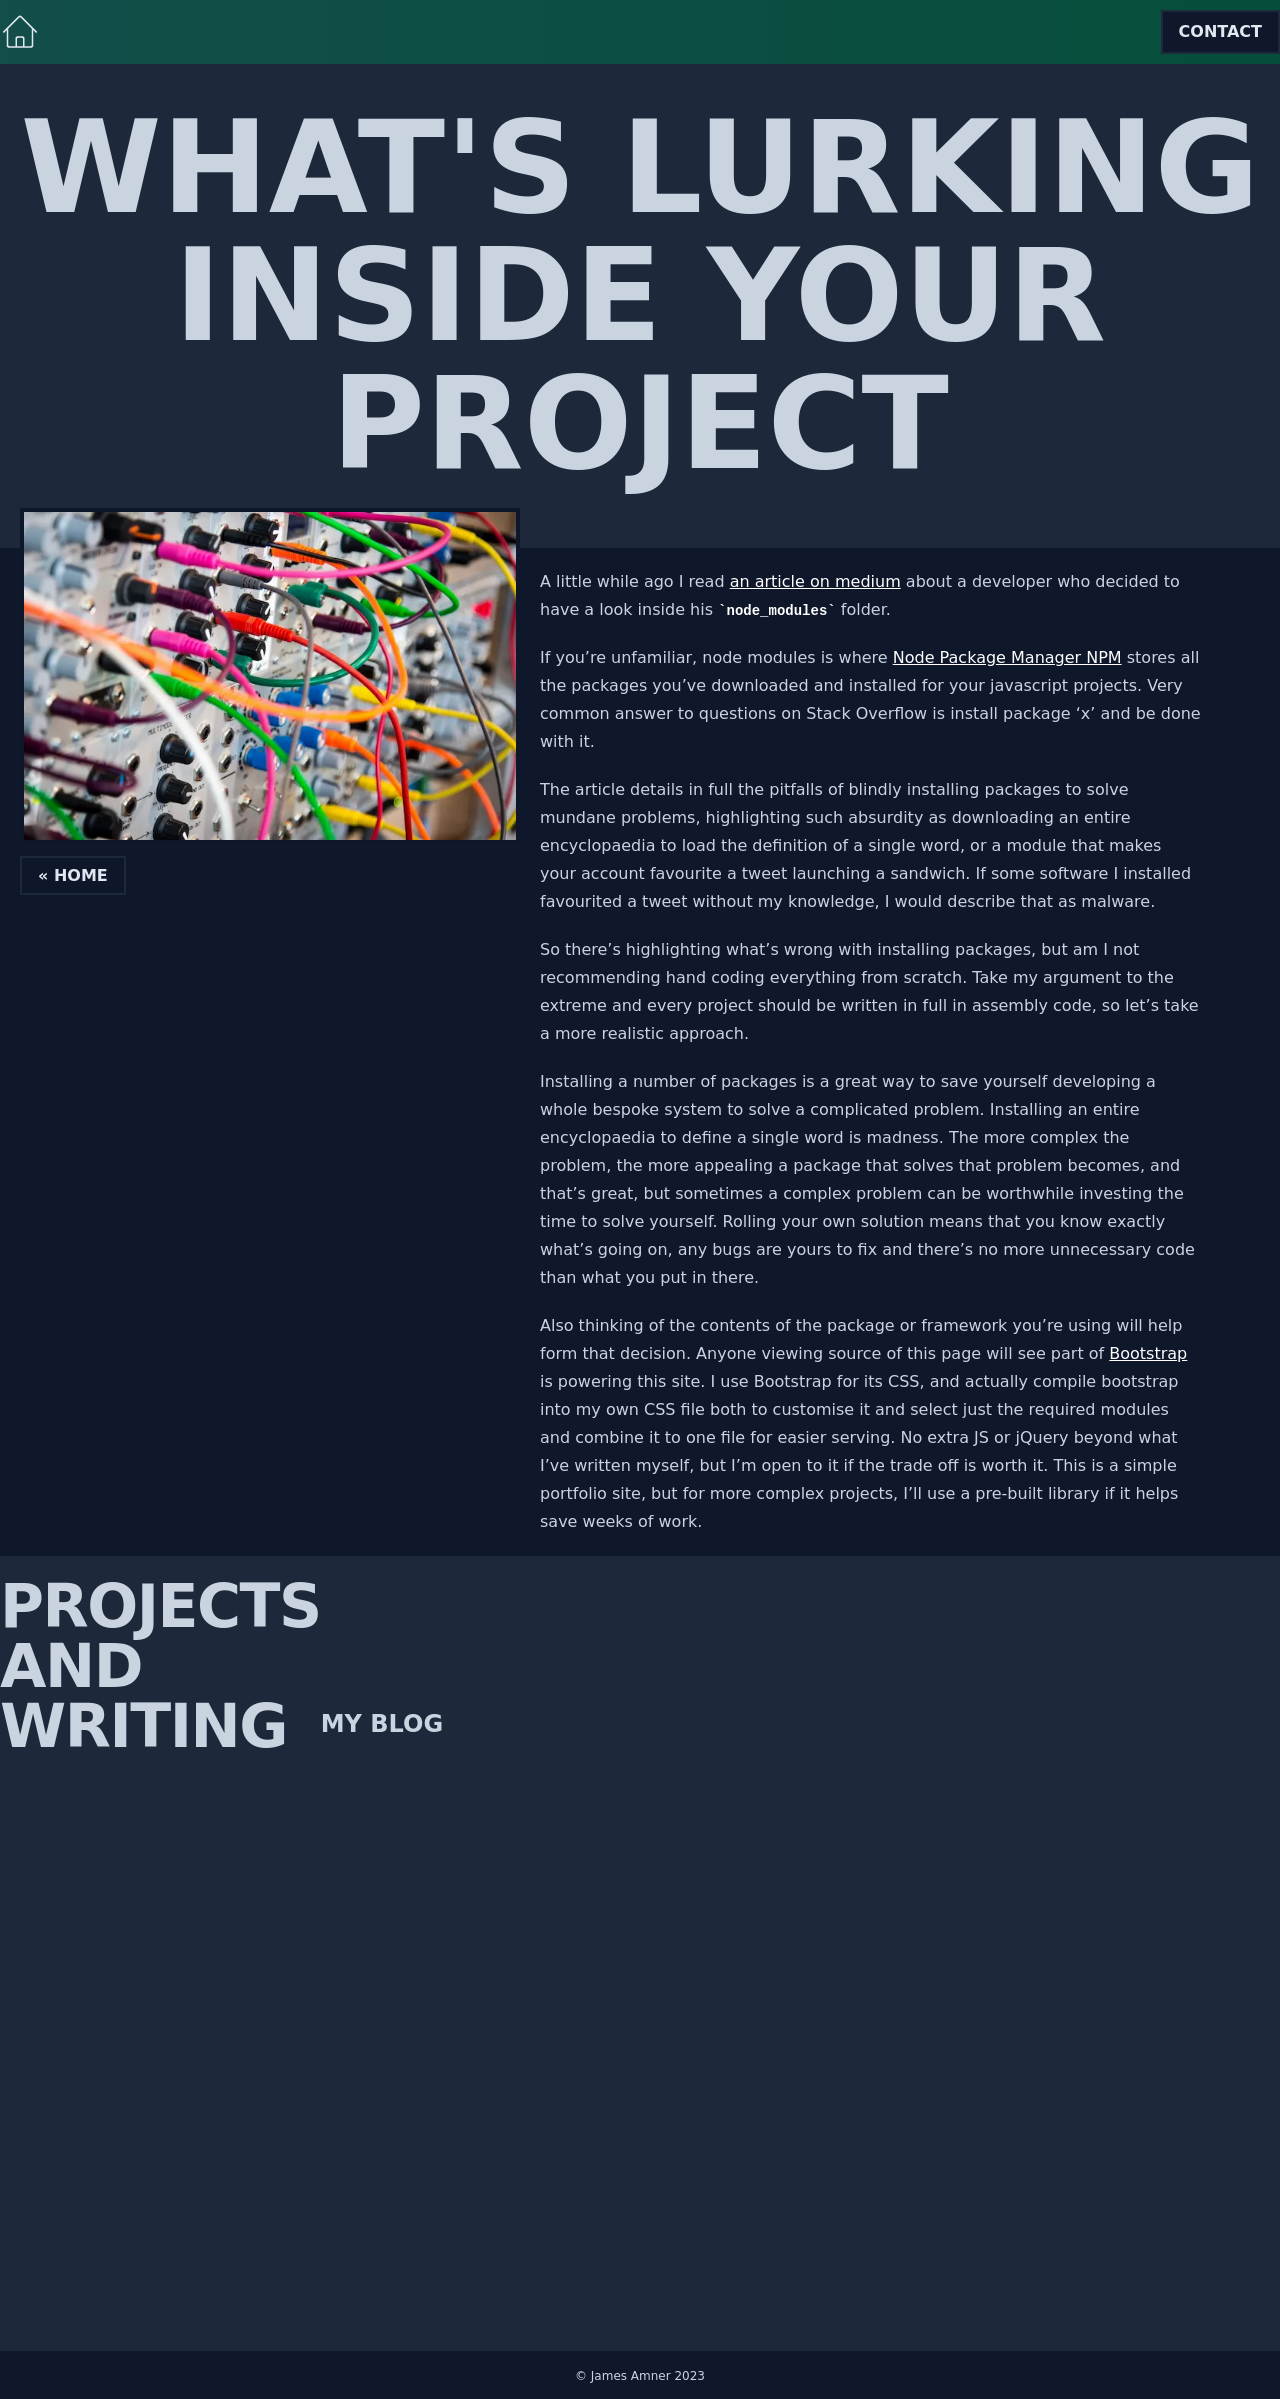 CONTACT
WHAT'S LURKING
INSIDE YOUR
PROJECT
« HOME
A little while ago I read an article on medium about a developer who decided to
have a look inside his `node_modules` folder.
If you’re unfamiliar, node modules is where Node Package Manager NPM stores all
the packages you’ve downloaded and installed for your javascript projects. Very
common answer to questions on Stack Overflow is install package ‘x’ and be done
with it.
The article details in full the pitfalls of blindly installing packages to solve
mundane problems, highlighting such absurdity as downloading an entire
encyclopaedia to load the definition of a single word, or a module that makes
your account favourite a tweet launching a sandwich. If some software I installed
favourited a tweet without my knowledge, I would describe that as malware.
So there’s highlighting what’s wrong with installing packages, but am I not
recommending hand coding everything from scratch. Take my argument to the
extreme and every project should be written in full in assembly code, so let’s take
a more realistic approach.
Installing a number of packages is a great way to save yourself developing a
whole bespoke system to solve a complicated problem. Installing an entire
encyclopaedia to define a single word is madness. The more complex the
problem, the more appealing a package that solves that problem becomes, and
that’s great, but sometimes a complex problem can be worthwhile investing the
time to solve yourself. Rolling your own solution means that you know exactly
what’s going on, any bugs are yours to fix and there’s no more unnecessary code
than what you put in there.
Also thinking of the contents of the package or framework you’re using will help
form that decision. Anyone viewing source of this page will see part of Bootstrap
is powering this site. I use Bootstrap for its CSS, and actually compile bootstrap
into my own CSS file both to customise it and select just the required modules
and combine it to one file for easier serving. No extra JS or jQuery beyond what
I’ve written myself, but I’m open to it if the trade off is worth it. This is a simple
portfolio site, but for more complex projects, I’ll use a pre-built library if it helps
save weeks of work.
PROJECTS
AND
WRITING MY BLOG
© James Amner 2023